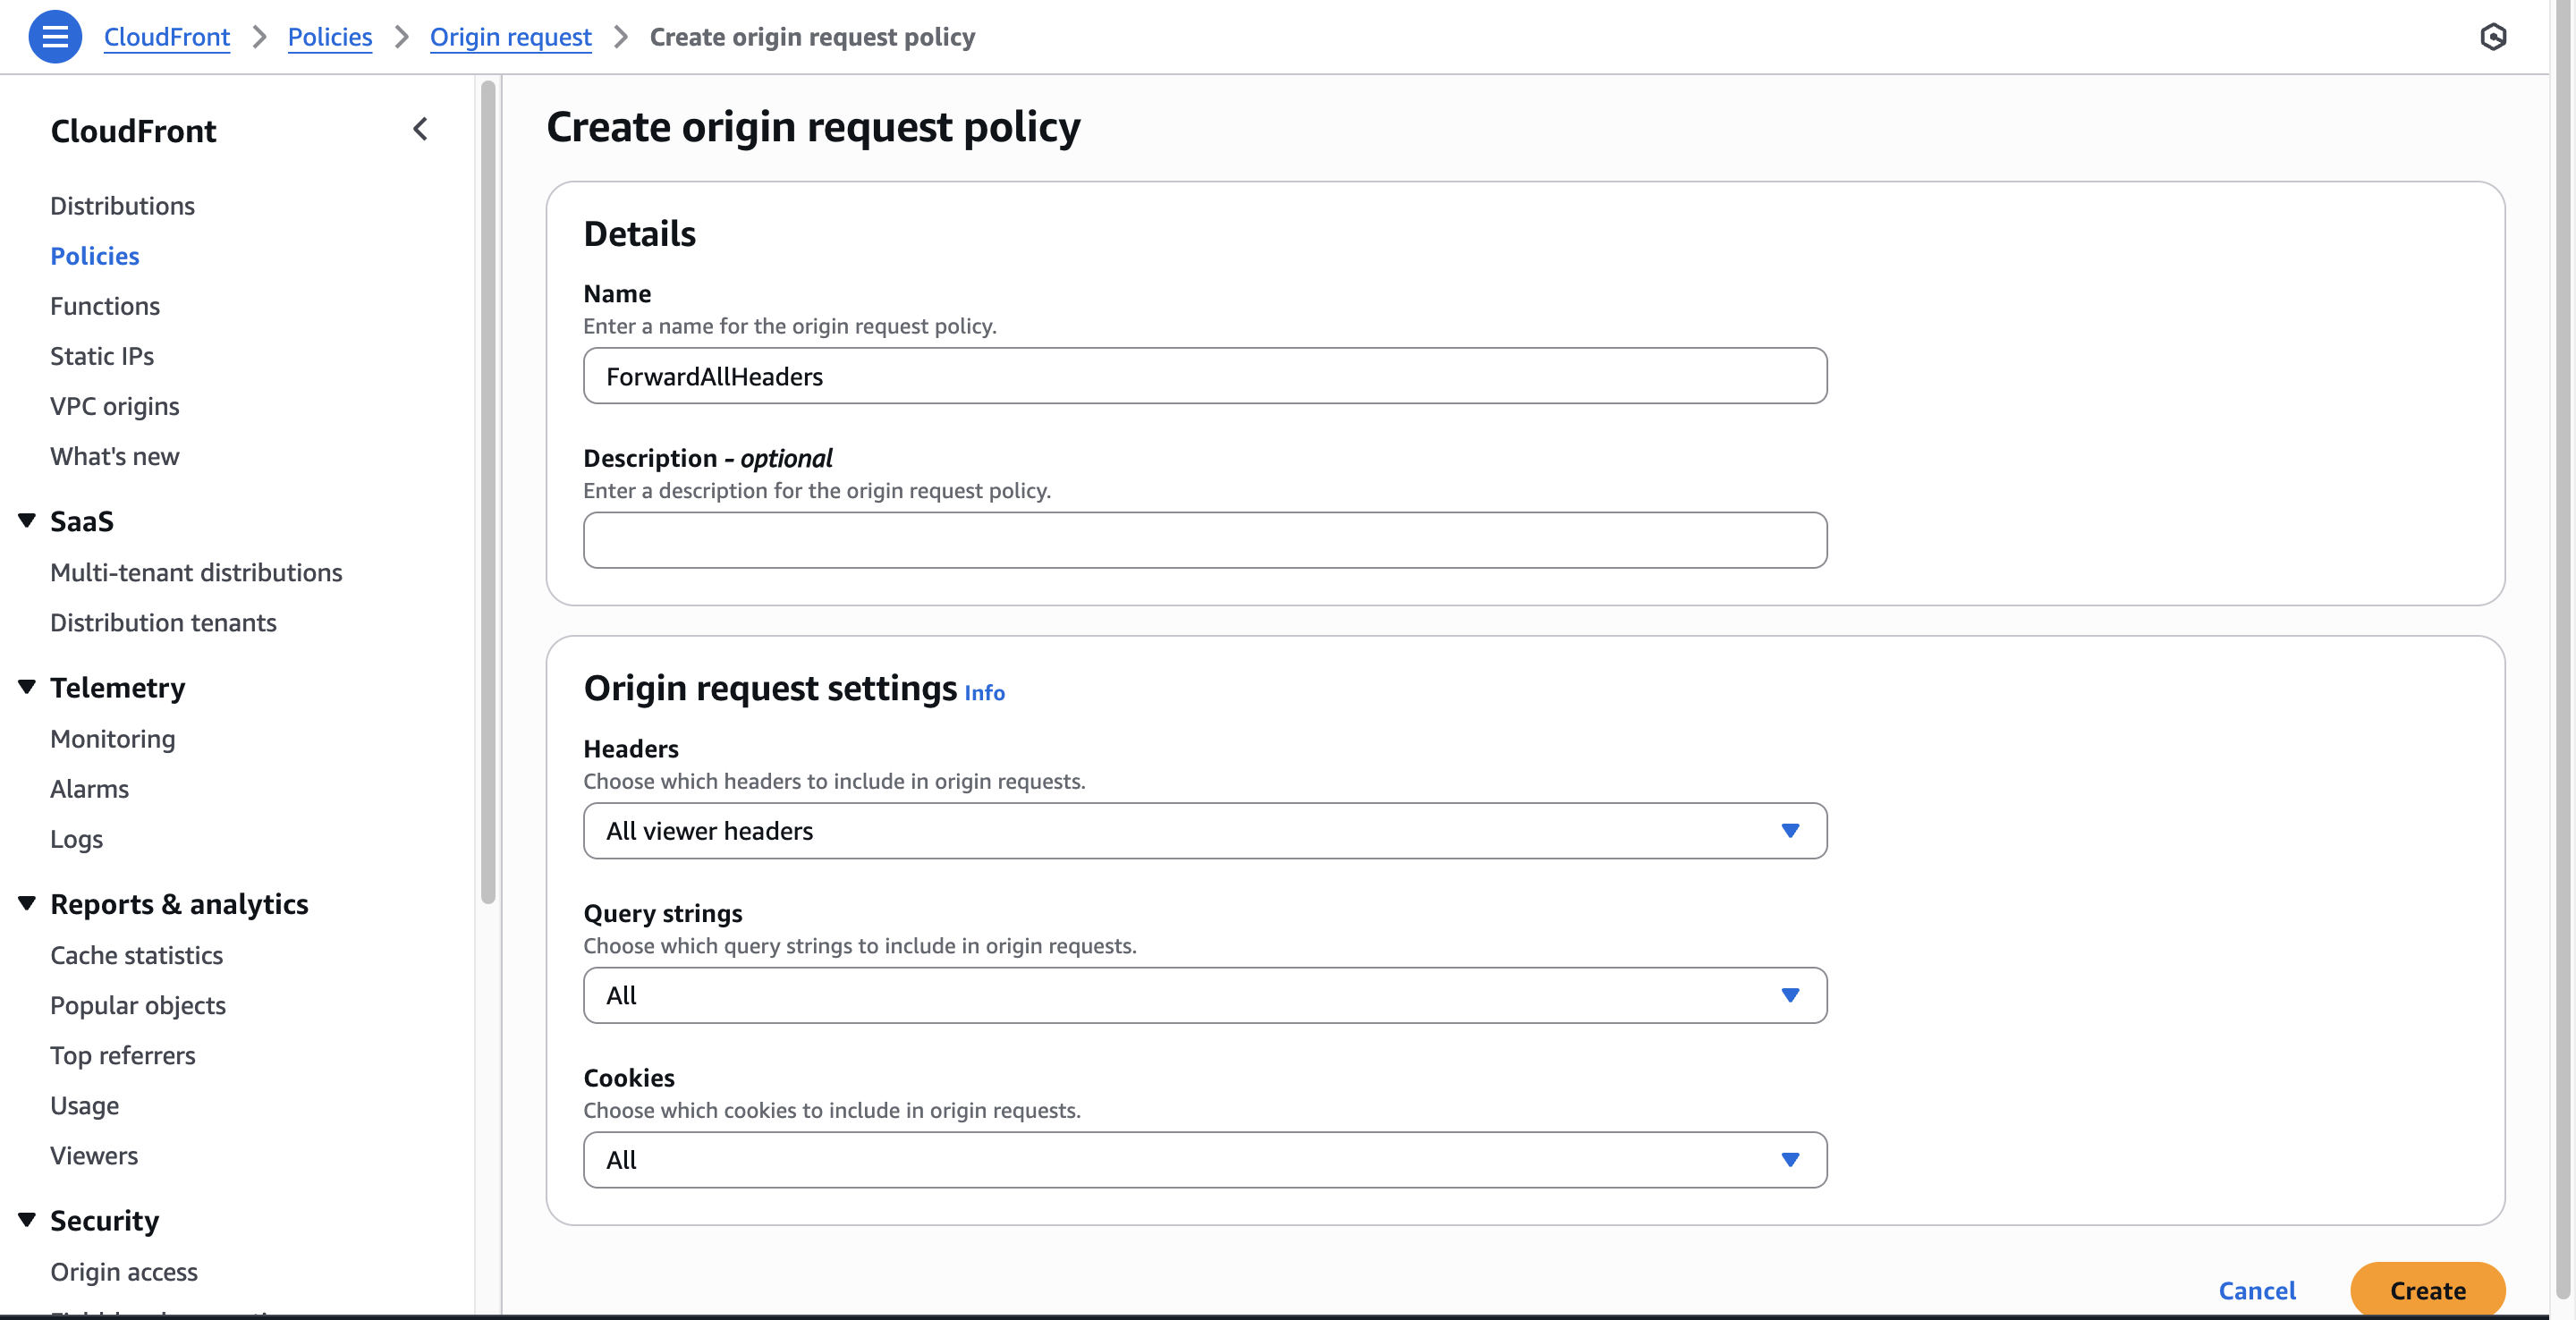 CloudFront > Policies > Origin request > Create origin request policy
CloudFront
Distributions
Policies
Functions
Static IPs
VPC origins
What's new
SaaS
Multi-tenant distributions
Distribution tenants
Telemetry
Monitoring
Alarms
Logs
Reports & analytics
Cache statistics
Popular objects
Top referrers
Usage
Viewers
Security
Origin access
Create origin request policy
Details
Name
Enter a name for the origin request policy.
ForwardAllHeaders
Description - optional
Enter a description for the origin request policy.
Origin request settings Info
Headers
Choose which headers to include in origin requests.
All viewer headers
Query strings
Choose which query strings to include in origin requests.
All
Cookies
Choose which cookies to include in origin requests.
All
Cancel
Create